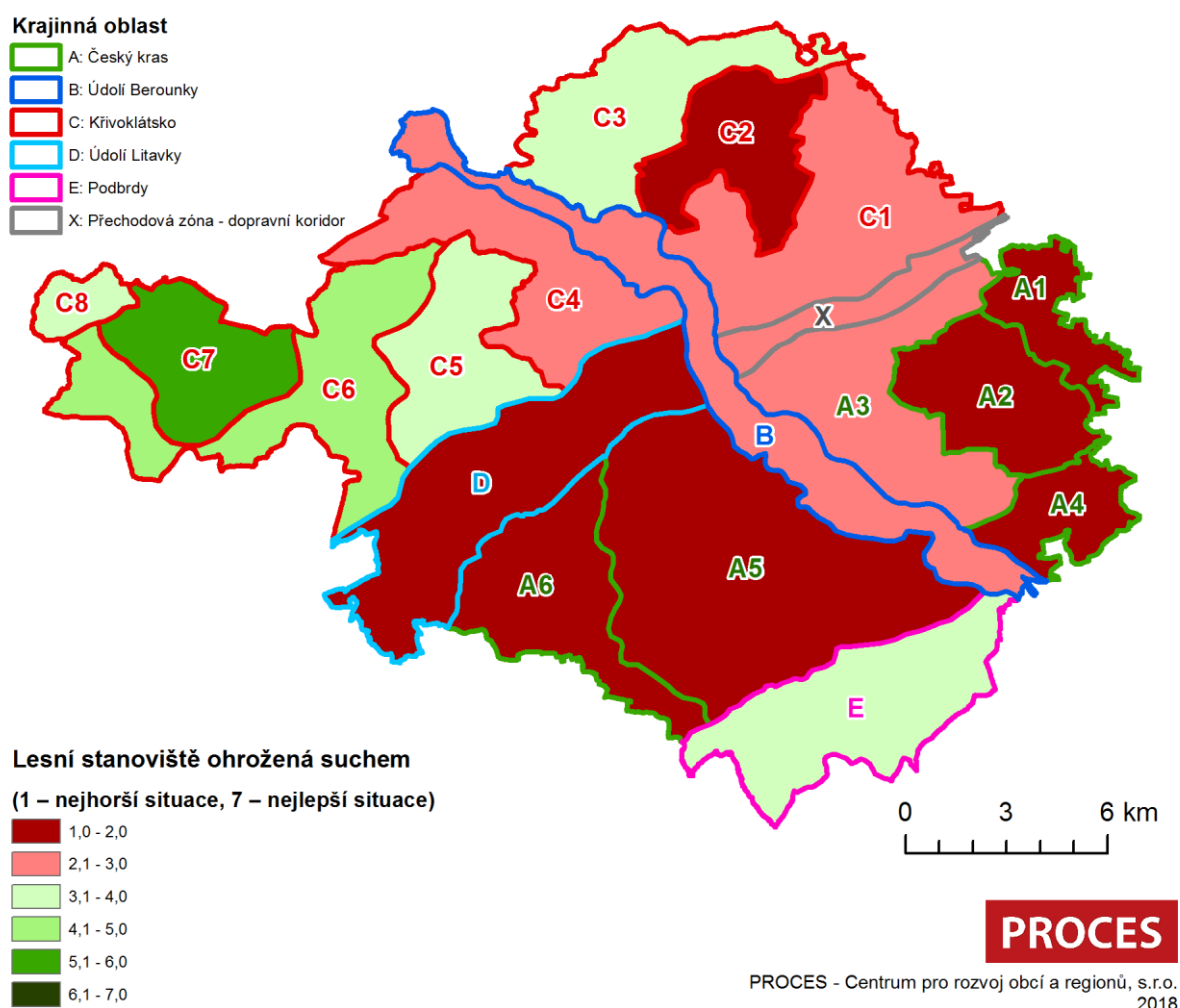 Krajinná oblast
A: Český kras
B: Údolí Berounky
C: Křivoklátsko
D: Údolí Litavky
E: Podbrdy
X: Přechodová zóna - dopravní koridor
C3
C2
C1
C8
C7
C6
C5
C4
X
A1
A2
A3
B
A4
D
A6
A5
E
Lesní stanoviště ohrožená suchem
(1 – nejhorší situace, 7 – nejlepší situace)
1,0 - 2,0
2,1 - 3,0
3,1 - 4,0
4,1 - 5,0
5,1 - 6,0
6,1 - 7,0
0 3 6 km
PROCES
PROCES - Centrum pro rozvoj obcí a regionů, s.r.o.
2018